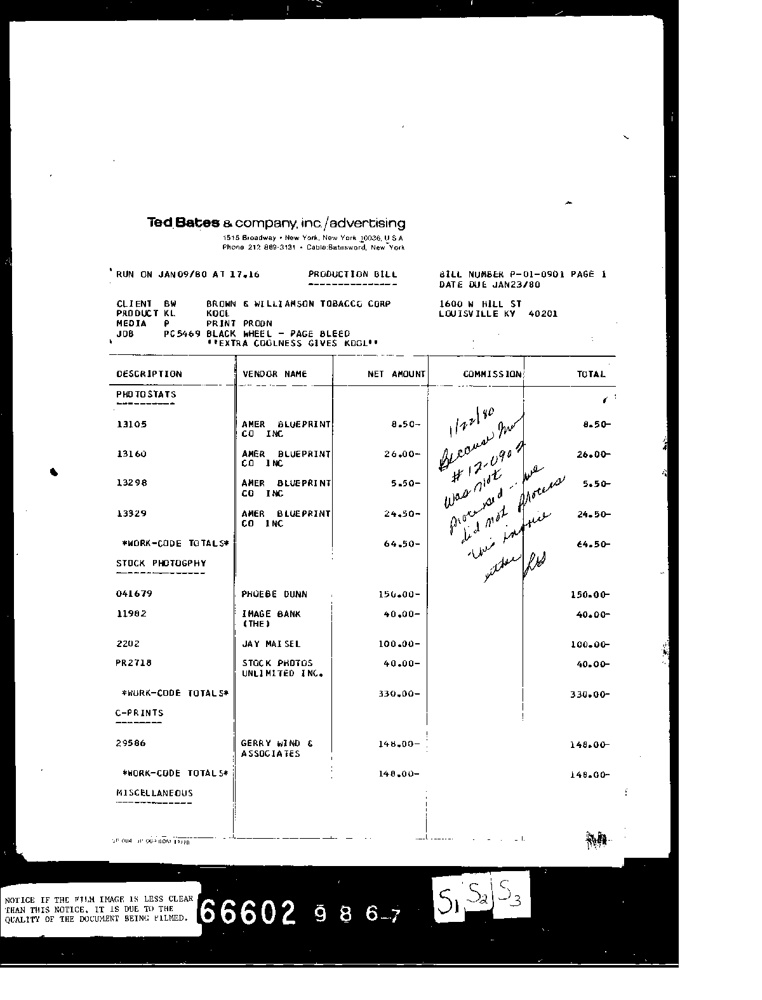 Ted Bates & company, inc./advertising
1515 Broadway • New York, New York 10036, U.S.A.
Phone 212 869-3131 • Cable: Batesword, New York
RUN ON JAN09/80 AT 17.16 PRODUCTION BILL BILL NUMBER P-01-0901 PAGE 1
DATE DUE JAN23/80
CLIENT BW BROWN & WILLIAMSON TOBACCO CORP 1600 W HILL ST
PRODUCT KL KOOL LOUISVILLE KY 40201
MEDIA P PRINT PRODN
JOB PC5469 BLACK WHEEL - PAGE BLEED
**EXTRA COOLNESS GIVES KOOL**
DESCRIPTION VENDOR NAME NET AMOUNT COMMISSION TOTAL
PHOTOSTATS
13105 AMER BLUEPRINT 8.50- 8.50-
CO INC
13160 AMER BLUEPRINT 26.00- 26.00-
CO INC
13298 AMER BLUEPRINT 5.50- 5.50-
CO INC
13329 AMER BLUEPRINT 24.50- 24.50-
CO INC
*WORK-CODE TOTALS* 64.50- 64.50-
1/22/80
Because Inv
# 12-0902
was not
processed - we
did not process
this invoice
either
STOCK PHOTOGPHY
041679 PHOEBE DUNN 150.00- 150.00-
11982 IMAGE BANK 40.00- 40.00-
(THE)
2202 JAY MAISEL 100.00- 100.00-
PR2718 STOCK PHOTOS 40.00- 40.00-
UNLIMITED INC.
*WORK-CODE TOTALS* 330.00- 330.00-
C-PRINTS
29586 GERRY WIND & 148.00- 148.00-
ASSOCIATES
*WORK-CODE TOTALS* 148.00- 148.00-
MISCELLANEOUS
NOTICE IF THE FILM IMAGE IS LESS CLEAR
THAN THIS NOTICE, IT IS DUE TO THE
QUALITY OF THE DOCUMENT BEING FILMED.
66602 986-7
S1 S2 S3